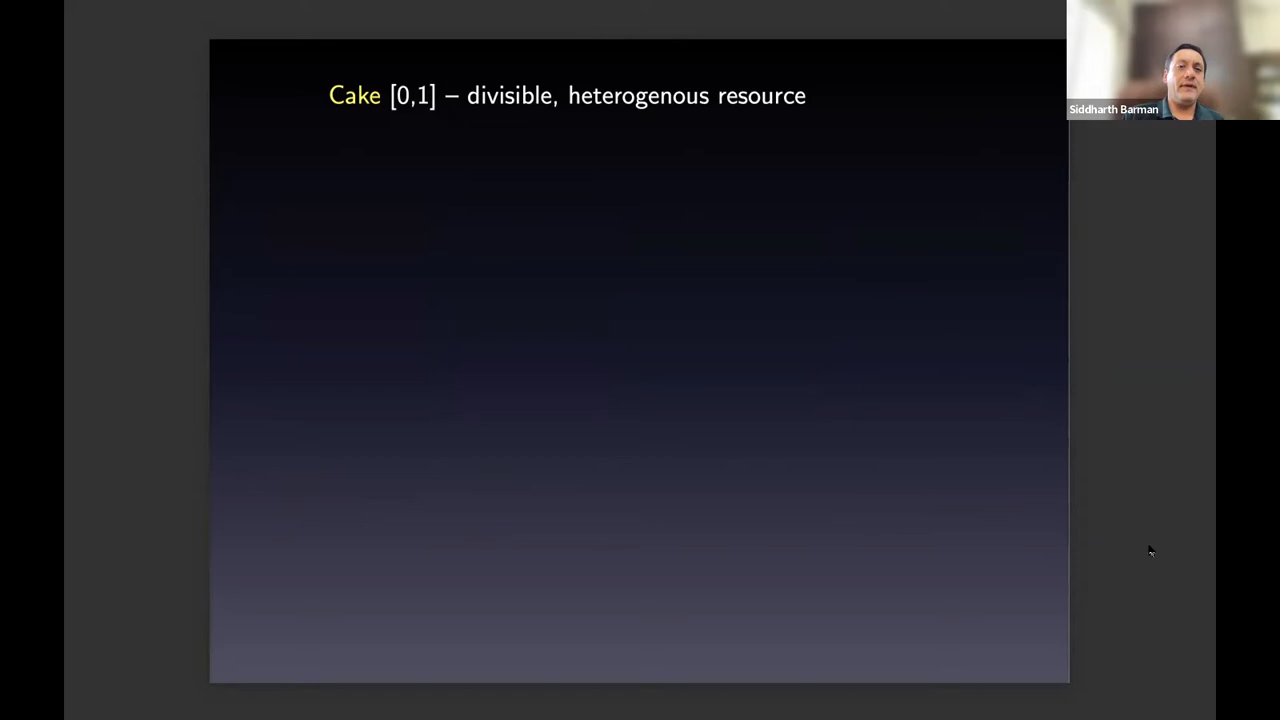 Cake [0,1] – divisible, heterogenous resource
Siddharth Barman